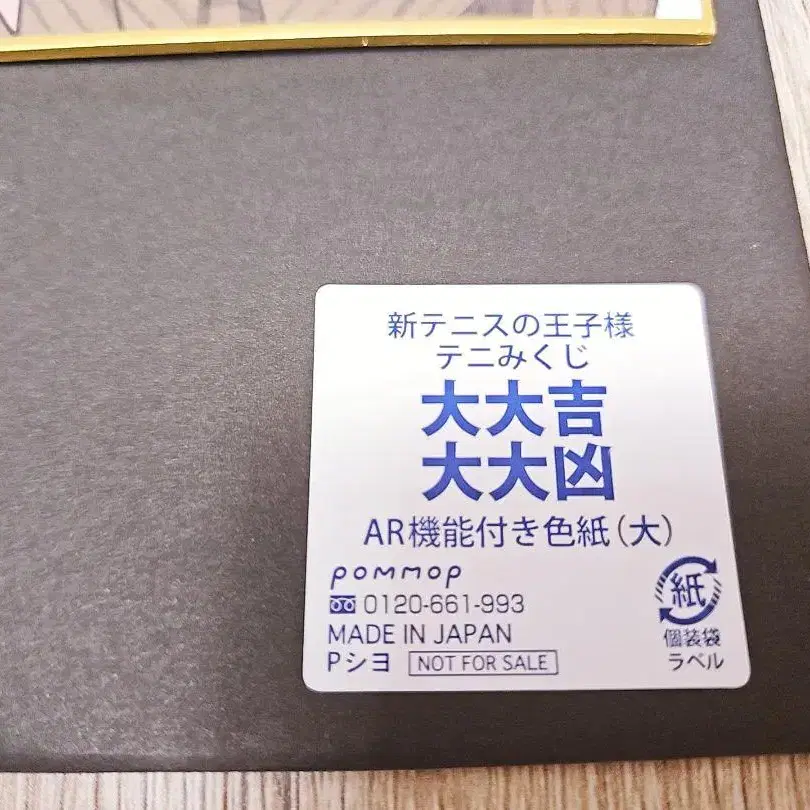 新テニスの王子様
テニみくじ
大大吉
大大凶
AR機能付き色紙(大)
pommop
0120-661-993
MADE IN JAPAN
Pシヨ NOT FOR SALE
紙
個装袋
ラベル